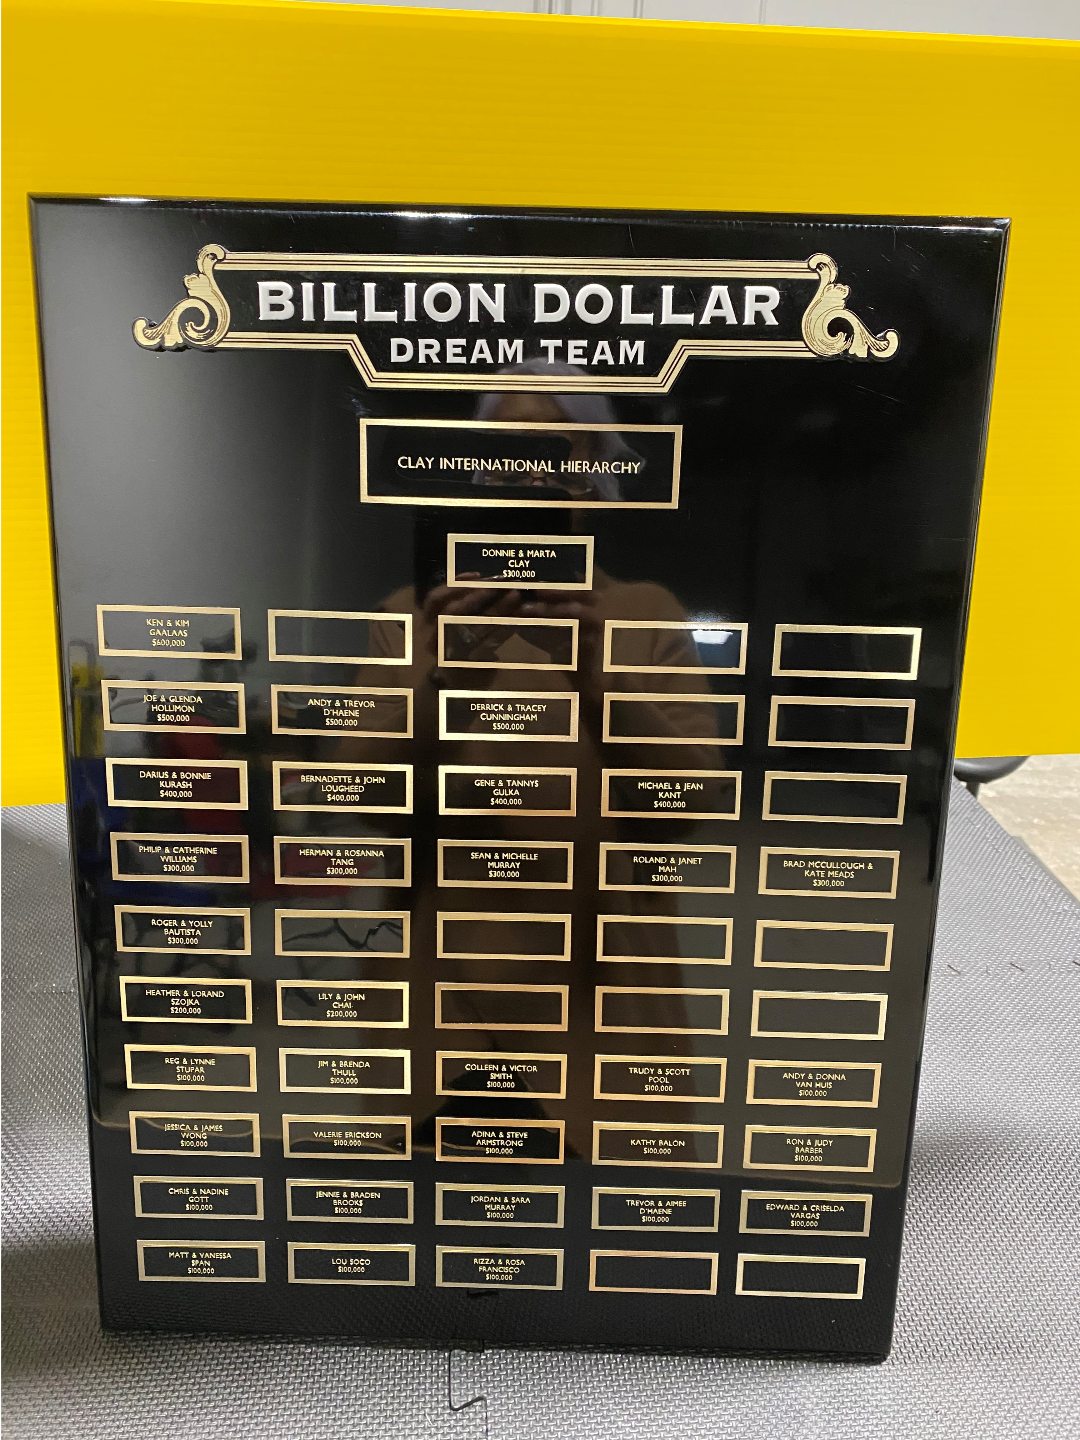 BILLION DOLLAR
DREAM TEAM
CLAY INTERNATIONAL HIERARCHY
DONNIE & MARTA
CLAY
$300,000
KEN & KIM
GAALAAS
$600,000
JOE & GLENDA
HOLLIMON
$500,000
ANDY & TREVOR
D'HAENE
$500,000
DERRICK & TRACEY
CUNNINGHAM
$500,000
DARIUS & BONNIE
KURASH
$400,000
BERNADETTE & JOHN
LOUGHEED
$400,000
GENE & TANNYS
GULKA
$400,000
MICHAEL & JEAN
KANT
$400,000
PHILIP & CATHERINE
WILLIAMS
$300,000
HERMAN & ROSANNA
TANG
$300,000
SEAN & MICHELLE
MURRAY
$300,000
ROLAND & JANET
MAH
$300,000
BRAD MCCULLOUGH &
KATE MEADS
$300,000
ROGER & YOLLY
BAUTISTA
$300,000
HEATHER & LORAND
SZOJKA
$200,000
LILY & JOHN
CHAI
$200,000
REG & LYNNE
STUPAR
$100,000
JIM & BRENDA
THULL
$100,000
COLLEEN & VICTOR
SMITH
$100,000
TRUDY & SCOTT
POOL
$100,000
ANDY & DONNA
VAN HUIS
$100,000
JESSICA & JAMES
WONG
$100,000
VALERIE ERICKSON
$100,000
ADINA & STEVE
ARMSTRONG
$100,000
KATHY BALON
$100,000
RON & JUDY
BARBER
$100,000
CHRIS & NADINE
GOTT
$100,000
JENNIE & BRADEN
BROOKS
$100,000
JORDAN & SARA
MURRAY
$100,000
TREVOR & AIMEE
D'HAENE
$100,000
EDWARD & CRISELDA
VARGAS
$100,000
MATT & VANESSA
SPAN
$100,000
LOU SOCO
$100,000
RIZZA & ROSA
FRANCISCO
$100,000